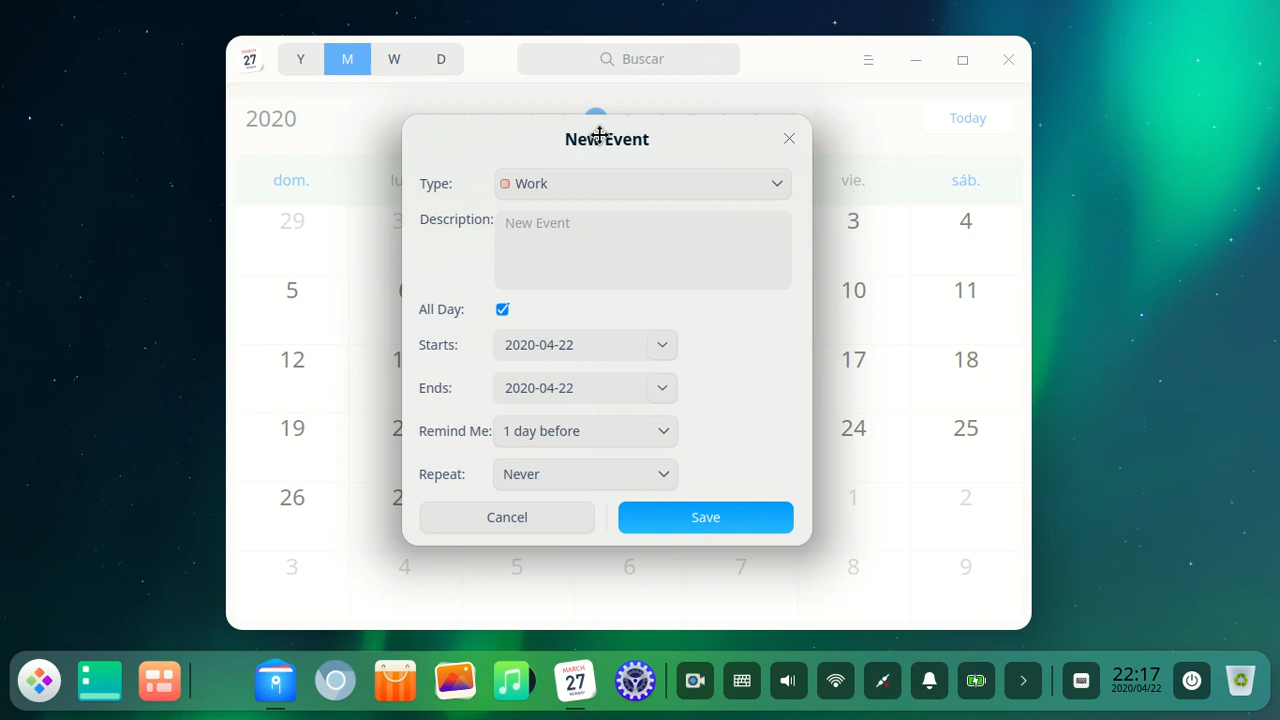 MARCH
27
Y M W D
Buscar
2020
Today
New Event
dom.
vie. sáb.
Type: Work
29 3 4
Description: New Event
5 10 11
All Day:
Starts: 2020-04-22
12 17 18
Ends: 2020-04-22
19 24 25
Remind Me: 1 day before
Repeat: Never
26 1 2
Cancel Save
3 4 5 6 7 8 9
MARCH
27
22:17
2020/04/22